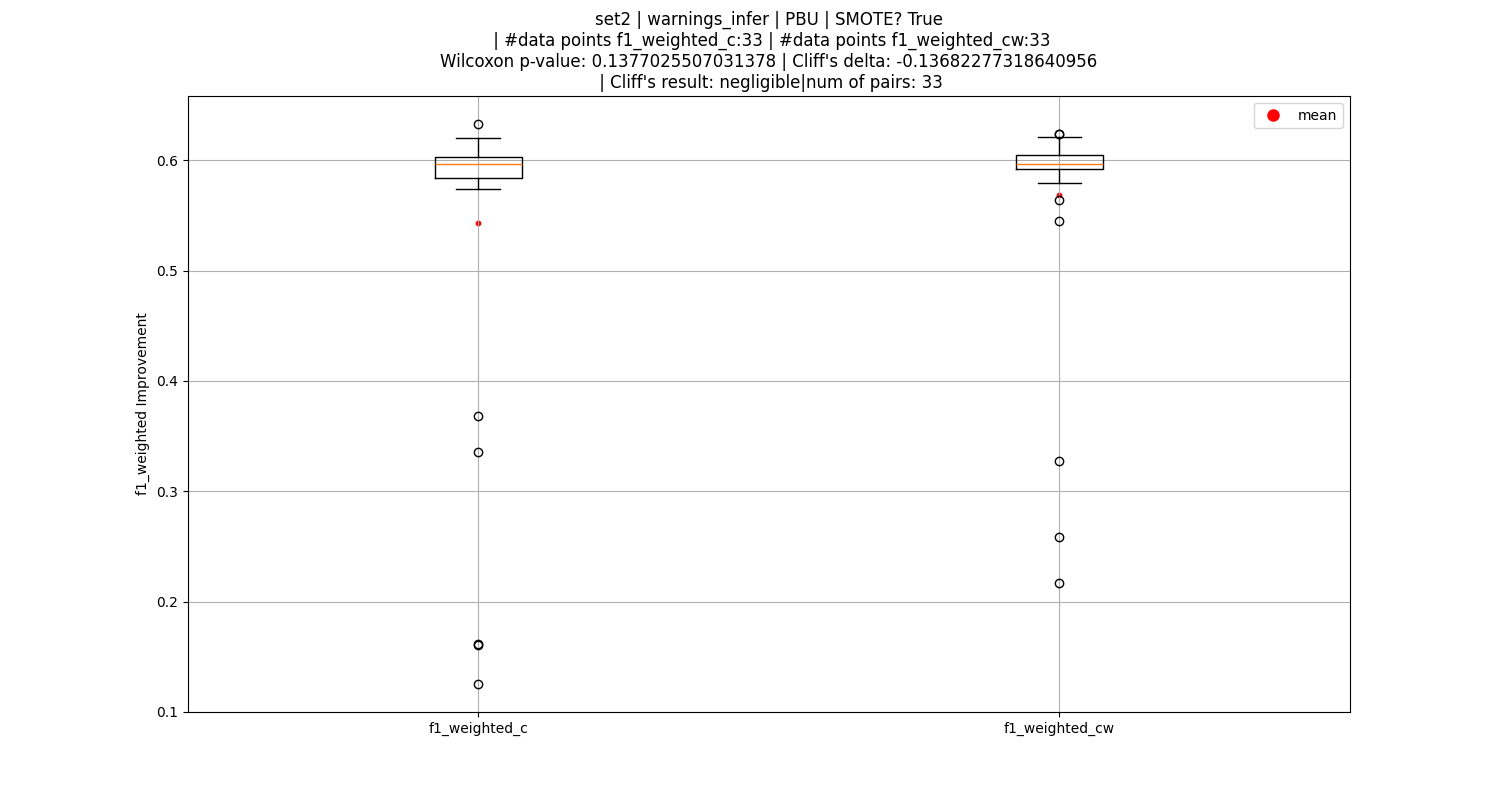 set2 | warnings_infer | PBU | SMOTE? True
| #data points f1_weighted_c:33 | #data points f1_weighted_cw:33
Wilcoxon p-value: 0.1377025507031378 | Cliff's delta: -0.13682277318640956
| Cliff's result: negligible|num of pairs: 33
mean
0.6
0.5
0.4
0.3
0.2
0.1
f1_weighted Improvement
f1_weighted_c
f1_weighted_cw